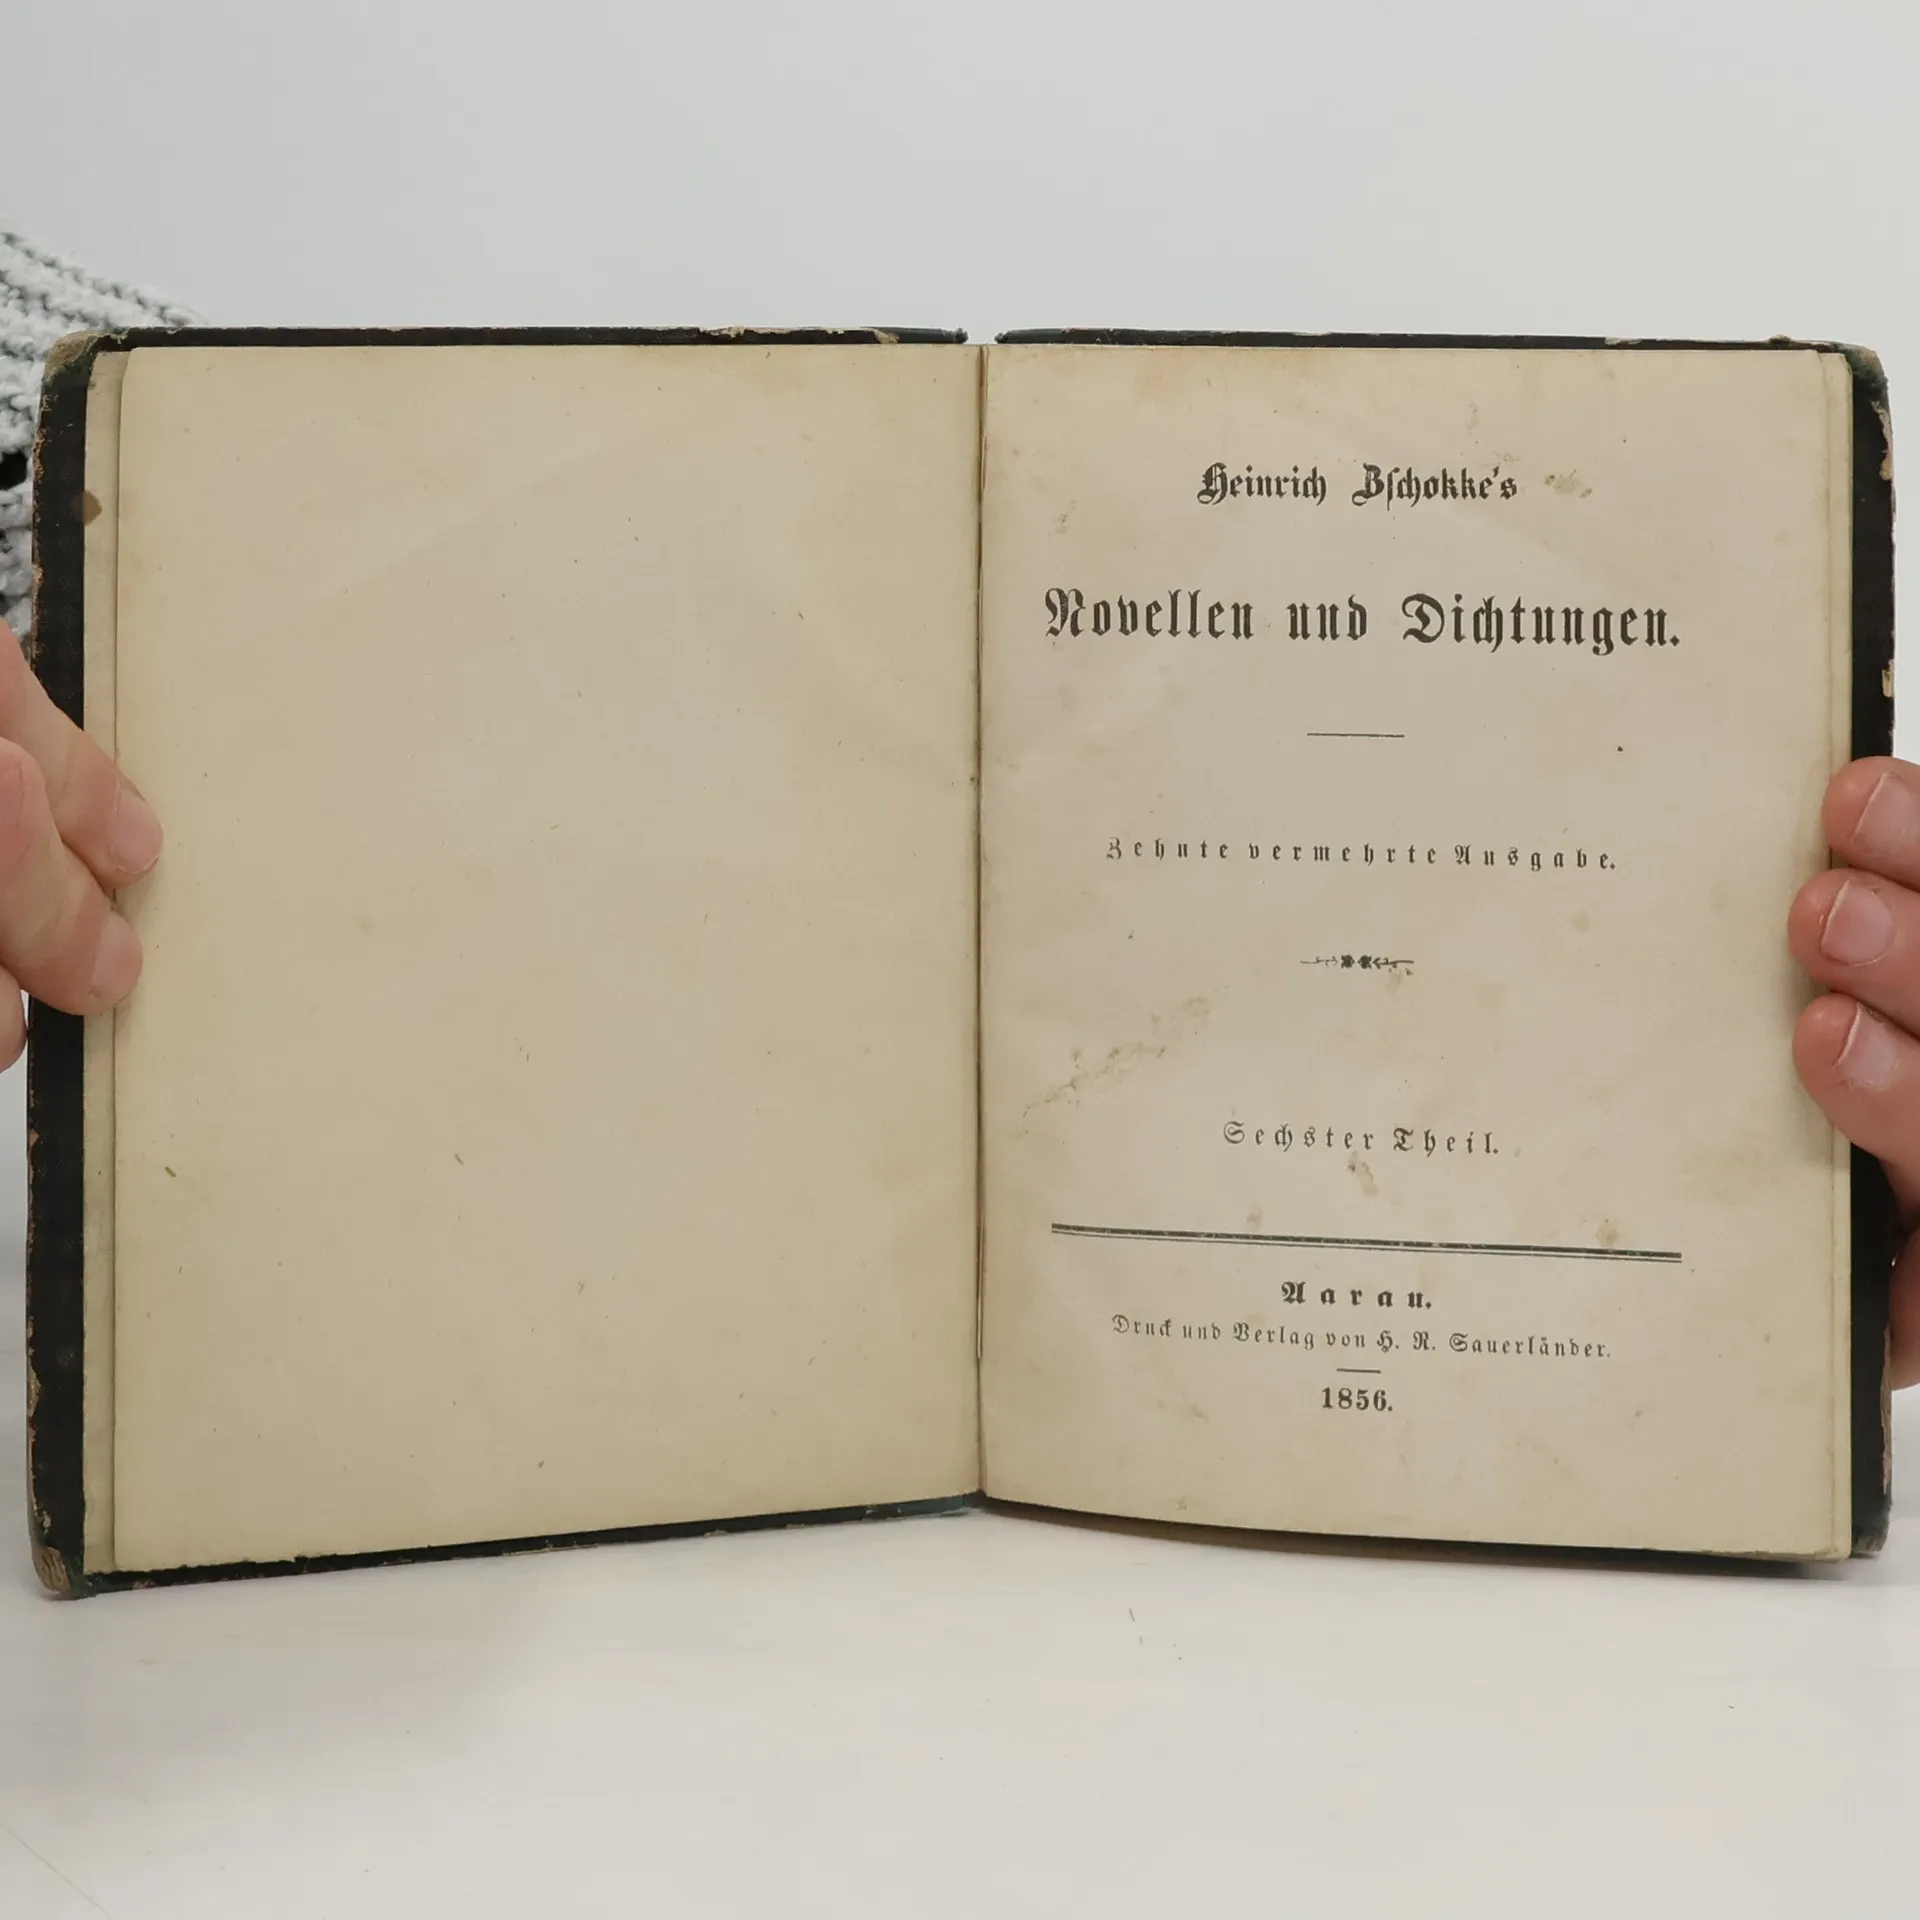 Heinrich Zschokke's
Novellen und Dichtungen.
Zehnte vermehrte Ausgabe.
Sechster Theil.
Aarau.
Druck und Verlag von H. R. Sauerländer.
1856.